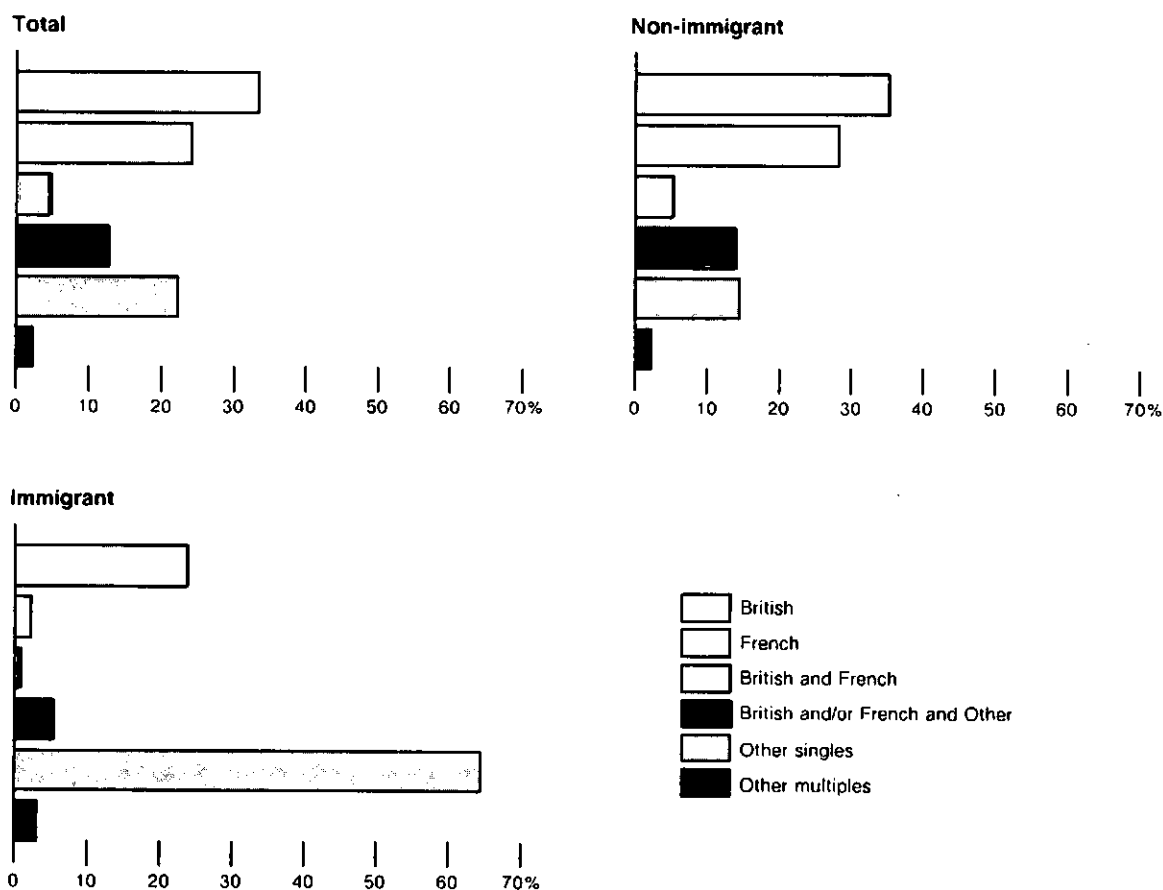 Total
0 10 20 30 40 50 60 70%
Non-immigrant
0 10 20 30 40 50 60 70%
Immigrant
0 10 20 30 40 50 60 70%
British
French
British and French
British and/or French and Other
Other singles
Other multiples